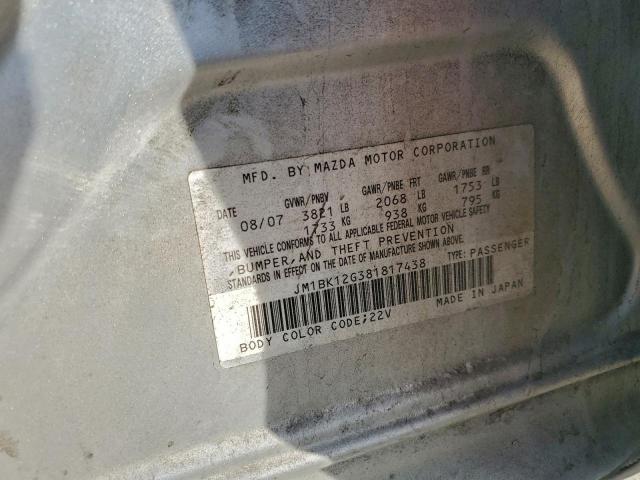 MFD. BY MAZDA MOTOR CORPORATION
DATE GVWR/PNBV GAWR/PNBE FRT GAWR/PNBE RR
08/07 3821 LB 2068 LB 1753 LB
1733 KG 938 KG 795 KG
THIS VEHICLE CONFORMS TO ALL APPLICABLE FEDERAL MOTOR VEHICLE SAFETY
,BUMPER,AND THEFT PREVENTION
STANDARDS IN EFFECT ON THE DATE OF MANUFACTURE SHOWN ABOVE.
JM1BK12G381817438 TYPE: PASSENGER
BODY COLOR CODE;22V MADE IN JAPAN